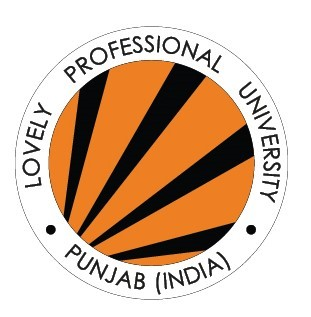 LOVELY PROFESSIONAL UNIVERSITY
PUNJAB (INDIA)